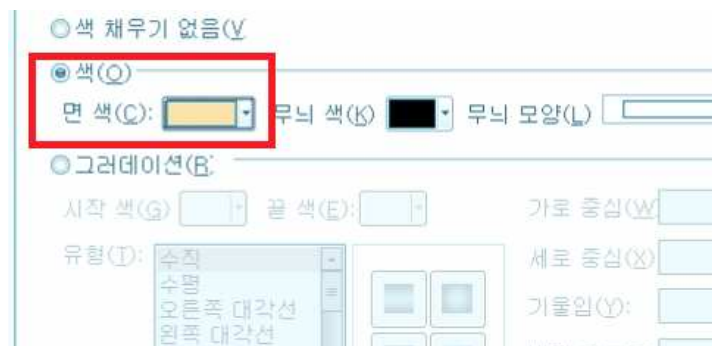 색 채우기 없음(V
색(O)
면 색(C): 무늬 색(K) 무늬 모양(L)
그러데이션(R)
시작 색(G) 끝 색(E): 가로 중심(W)
유형(T): 수직 세로 중심(X)
수평
오른쪽 대각선 기울임(Y):
왼쪽 대각선